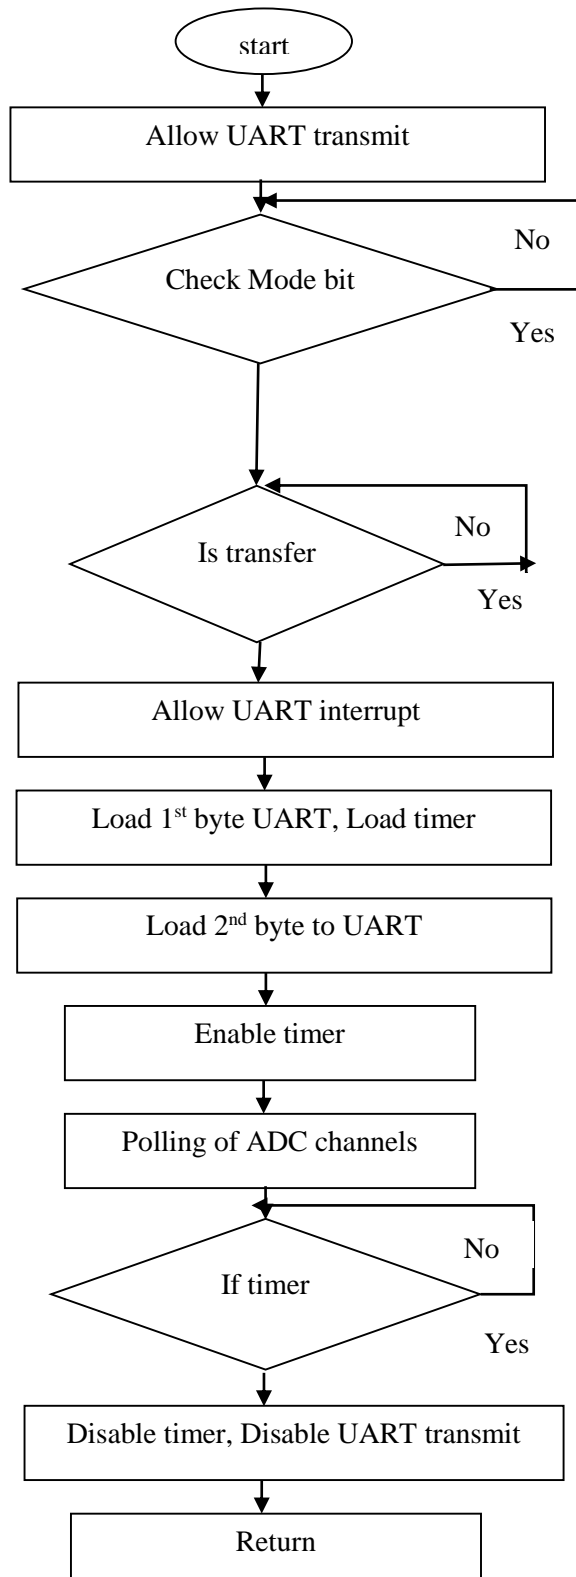 start
Allow UART transmit
No
Check Mode bit
Yes
No
Is transfer
Yes
Allow UART interrupt
Load 1st byte UART, Load timer
Load 2nd byte to UART
Enable timer
Polling of ADC channels
No
If timer
Yes
Disable timer, Disable UART transmit
Return